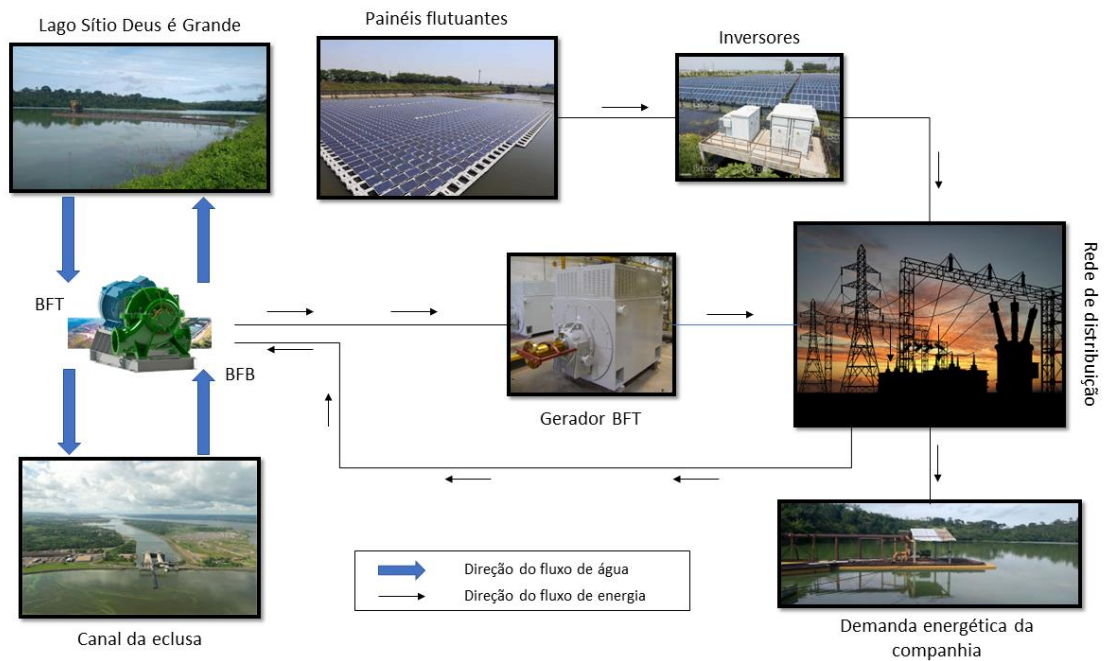 Lago Sítio Deus é Grande
Painéis flutuantes
Inversores
Rede de distribuição
BFT
BFB
Gerador BFT
Direção do fluxo de água
Direção do fluxo de energia
Canal da eclusa
Demanda energética da
companhia